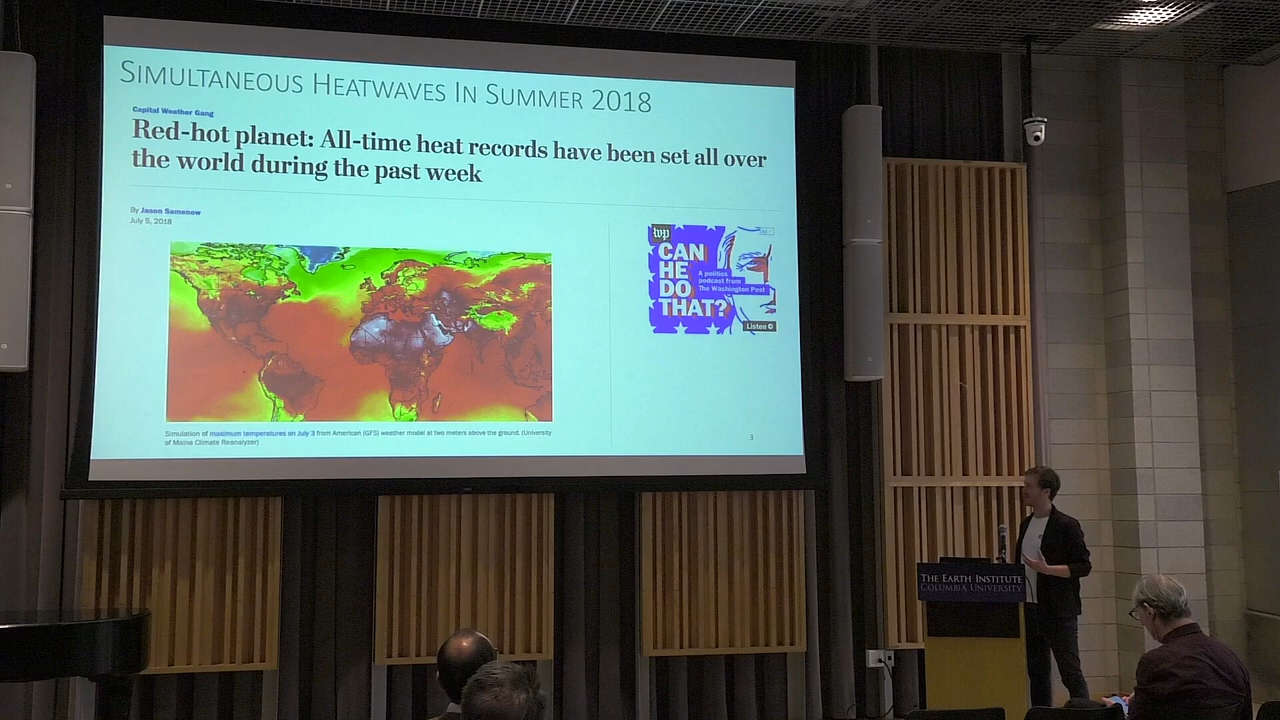 SIMULTANEOUS HEATWAVES IN SUMMER 2018
Capital Weather Gang
Red-hot planet: All-time heat records have been set all over
the world during the past week
By Jason Samenow
July 5, 2018
wp
CAN
HE
DO
THAT?
A politics
podcast from
The Washington Post
Listen
Simulation of maximum temperatures on July 3 from American (GFS) weather model at two meters above the ground. (University
of Maine Climate Reanalyzer)
3
THE EARTH INSTITUTE
COLUMBIA UNIVERSITY